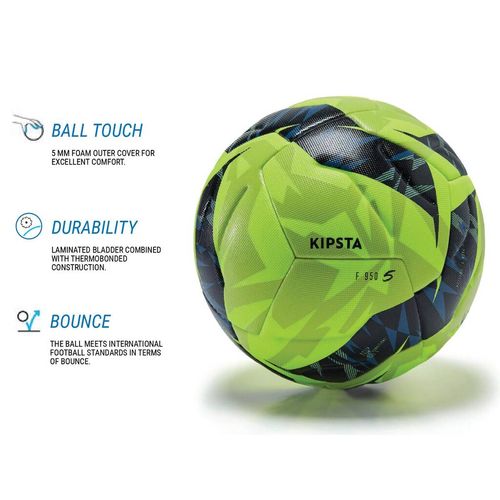 BALL TOUCH
5 MM FOAM OUTER COVER FOR
EXCELLENT COMFORT.
DURABILITY
LAMINATED BLADDER COMBINED
WITH THERMOBONDED
CONSTRUCTION.
BOUNCE
THE BALL MEETS INTERNATIONAL
FOOTBALL STANDARDS IN TERMS
OF BOUNCE.
KIPSTA
F 950 5